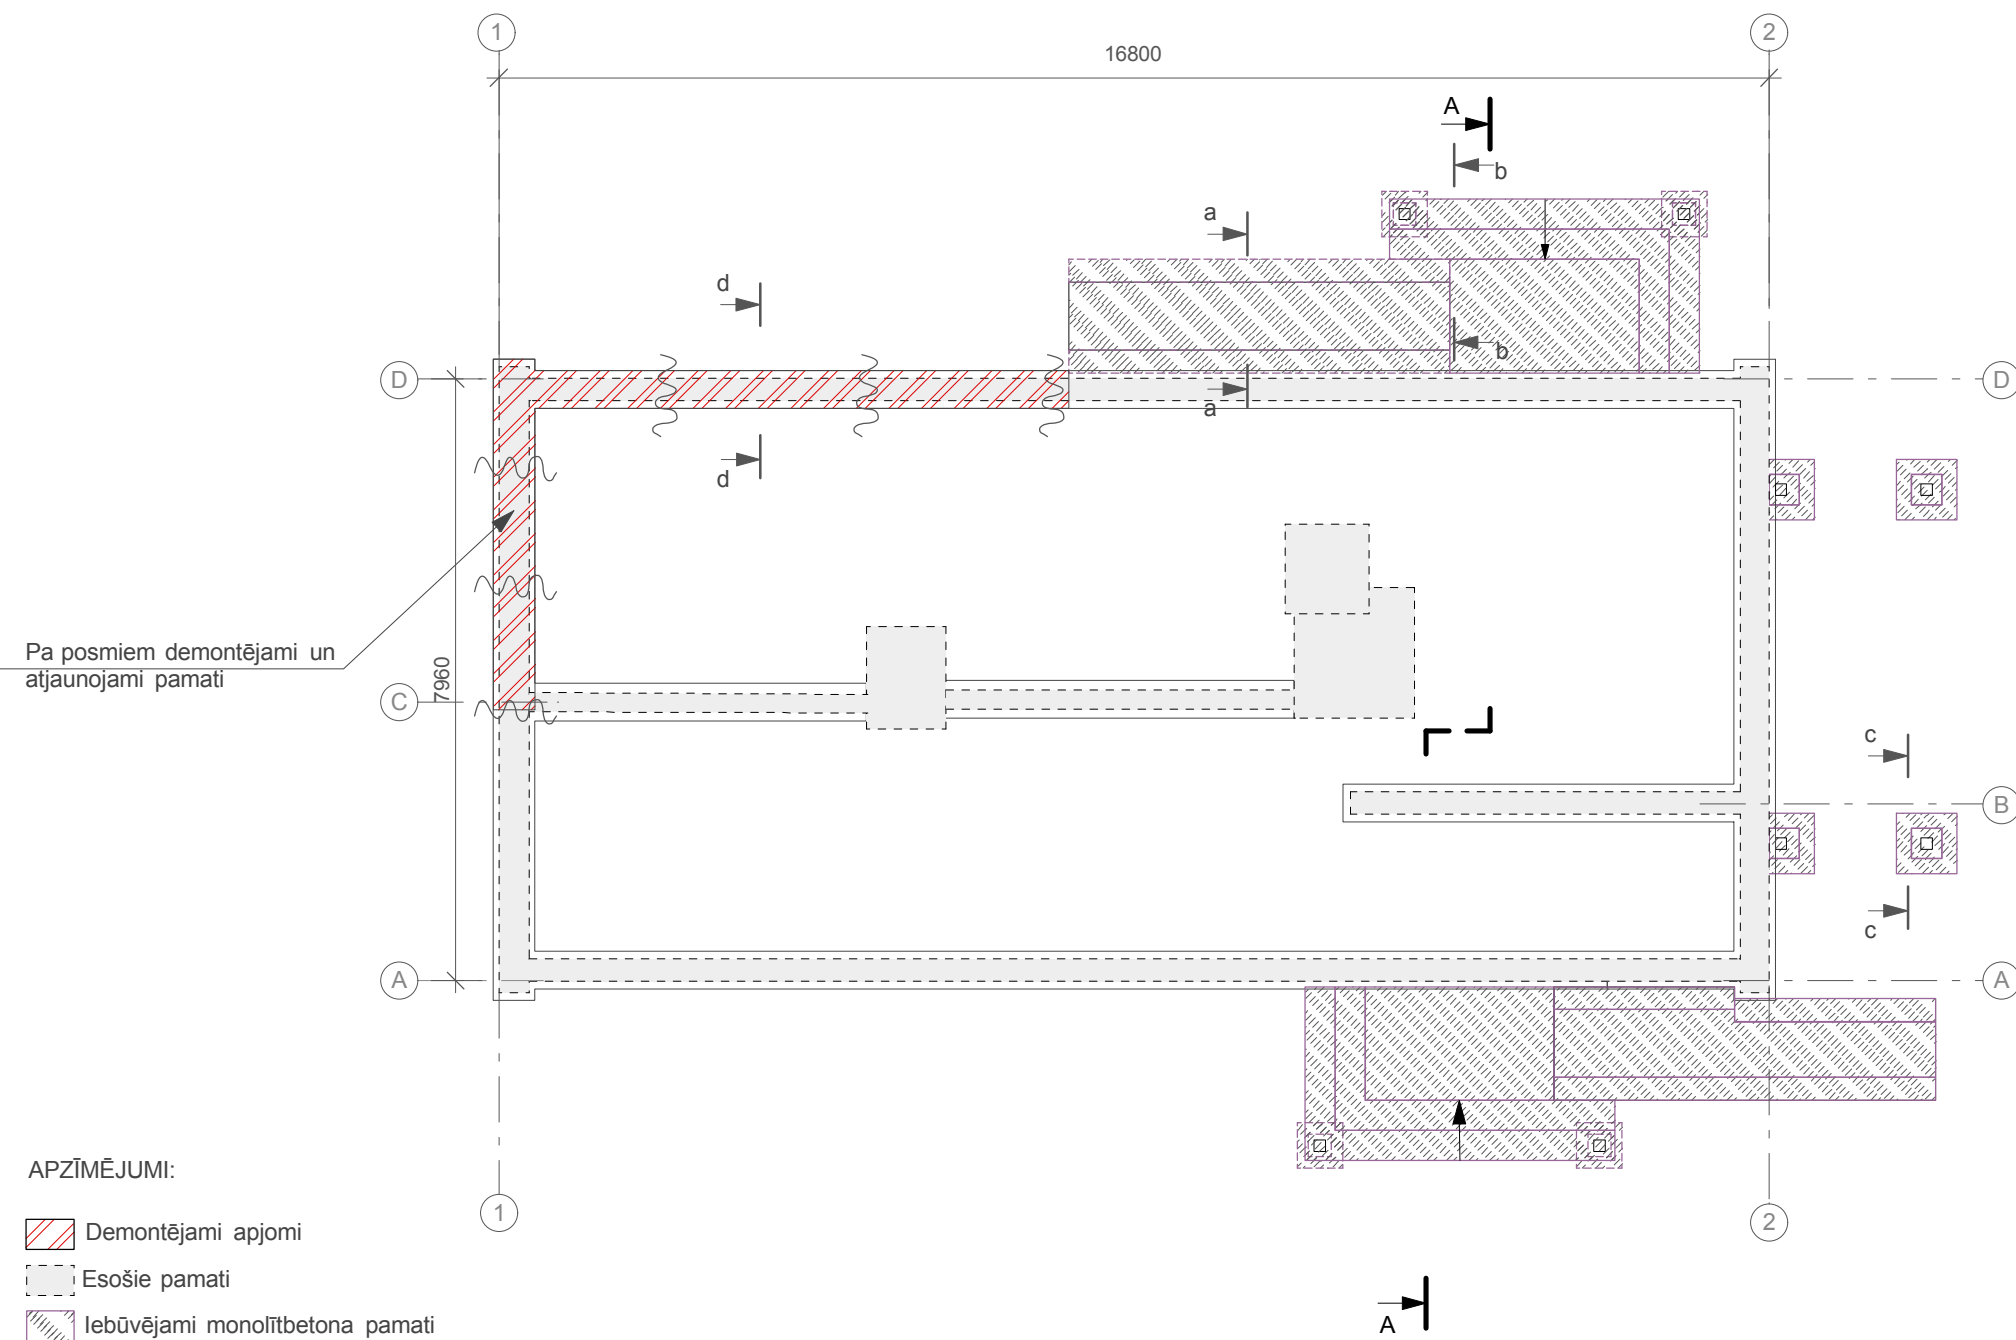 1
2
16800
A
b
a
d
b
D
D
a
d
Pa posmiem demontējami un
atjaunojami pamati
7960
C
c
B
c
A
A
APZĪMĒJUMI:
1
2
Demontējami apjomi
Esošie pamati
Iebūvējami monolītbetona pamati
A